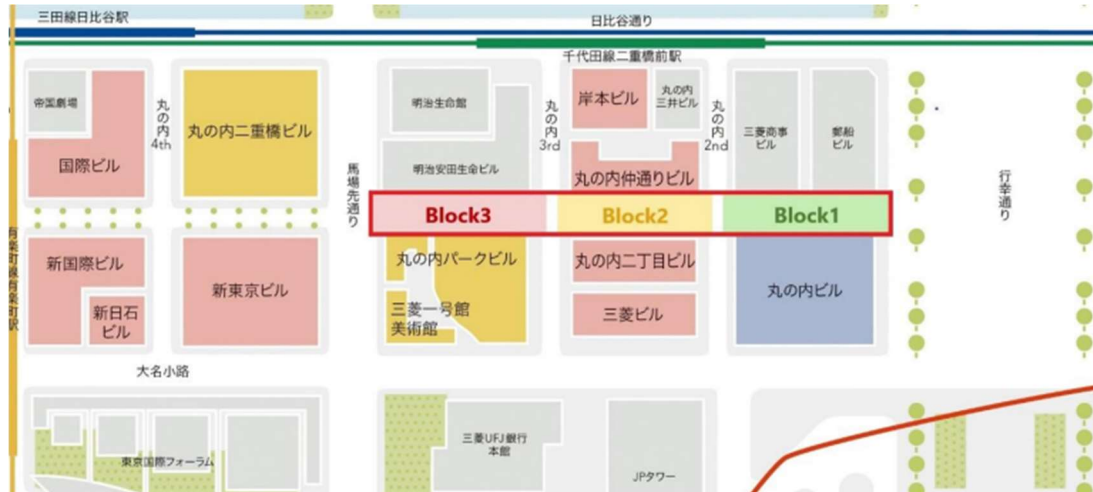 三田線日比谷駅
日比谷通り
千代田線二重橋前駅
帝国劇場
国際ビル
丸の内4th
丸の内二重橋ビル
馬場先通り
明治生命館
明治安田生命ビル
丸の内3rd
岸本ビル
丸の内
三井ビル
丸の内仲通りビル
丸の内2nd
三菱商事
ビル
郵船
ビル
行幸通り
Block3
Block2
Block1
有楽町線有楽町駅
新国際ビル
新日石
ビル
新東京ビル
丸の内パークビル
三菱一号館
美術館
丸の内二丁目ビル
三菱ビル
丸の内ビル
大名小路
東京国際フォーラム
三菱UFJ銀行
本館
JPタワー